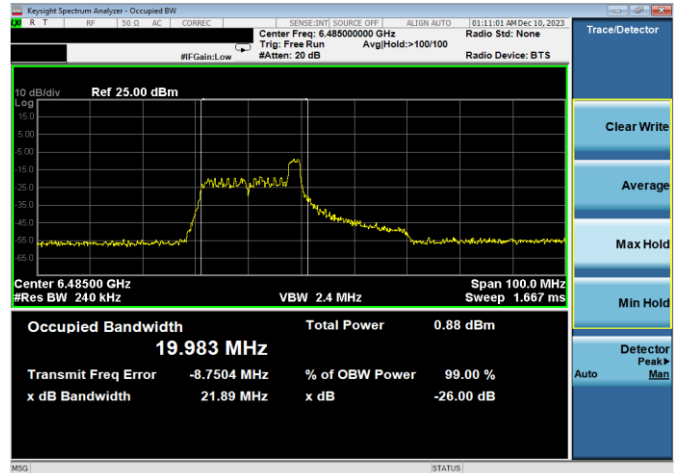 Keysight Spectrum Analyzer - Occupied BW
R T RF 50 Ω AC CORREC SENSE:INT SOURCE OFF ALIGN AUTO 01:11:01 AM Dec 10, 2023
Center Freq: 6.485000000 GHz Radio Std: None
Trig: Free Run Avg|Hold:>100/100
#IFGain:Low #Atten: 20 dB Radio Device: BTS
Trace/Detector
10 dB/div Ref 25.00 dBm
Log
15.0
5.00
-5.00
-15.0
-25.0
-35.0
-45.0
-55.0
-65.0
Center 6.48500 GHz Span 100.0 MHz
#Res BW 240 kHz VBW 2.4 MHz Sweep 1.667 ms
Occupied Bandwidth Total Power 0.88 dBm
19.983 MHz
Transmit Freq Error -8.7504 MHz % of OBW Power 99.00 %
x dB Bandwidth 21.89 MHz x dB -26.00 dB
Clear Write
Average
Max Hold
Min Hold
Detector
Peak▶
Auto Man
MSG STATUS